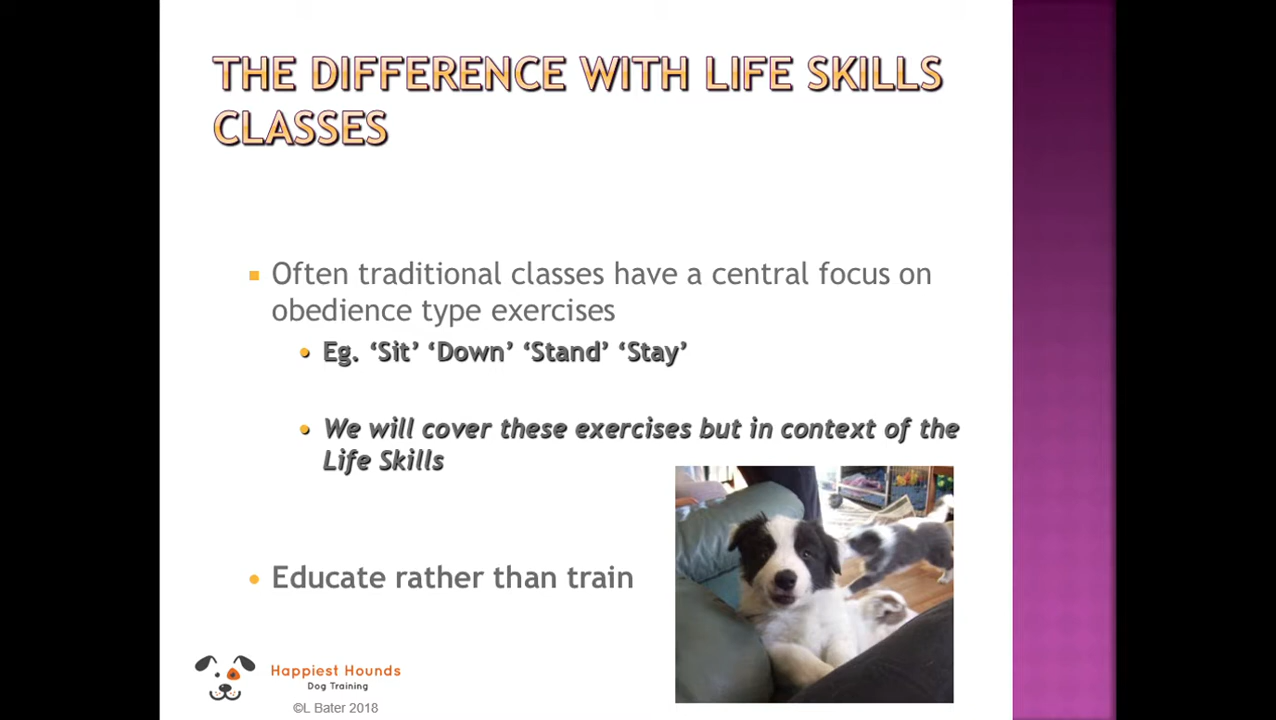 THE DIFFERENCE WITH LIFE SKILLS
CLASSES
Often traditional classes have a central focus on
obedience type exercises
Eg. ‘Sit’ ‘Down’ ‘Stand’ ‘Stay’
We will cover these exercises but in context of the
Life Skills
Educate rather than train
Happiest Hounds
Dog Training
©L Bater 2018